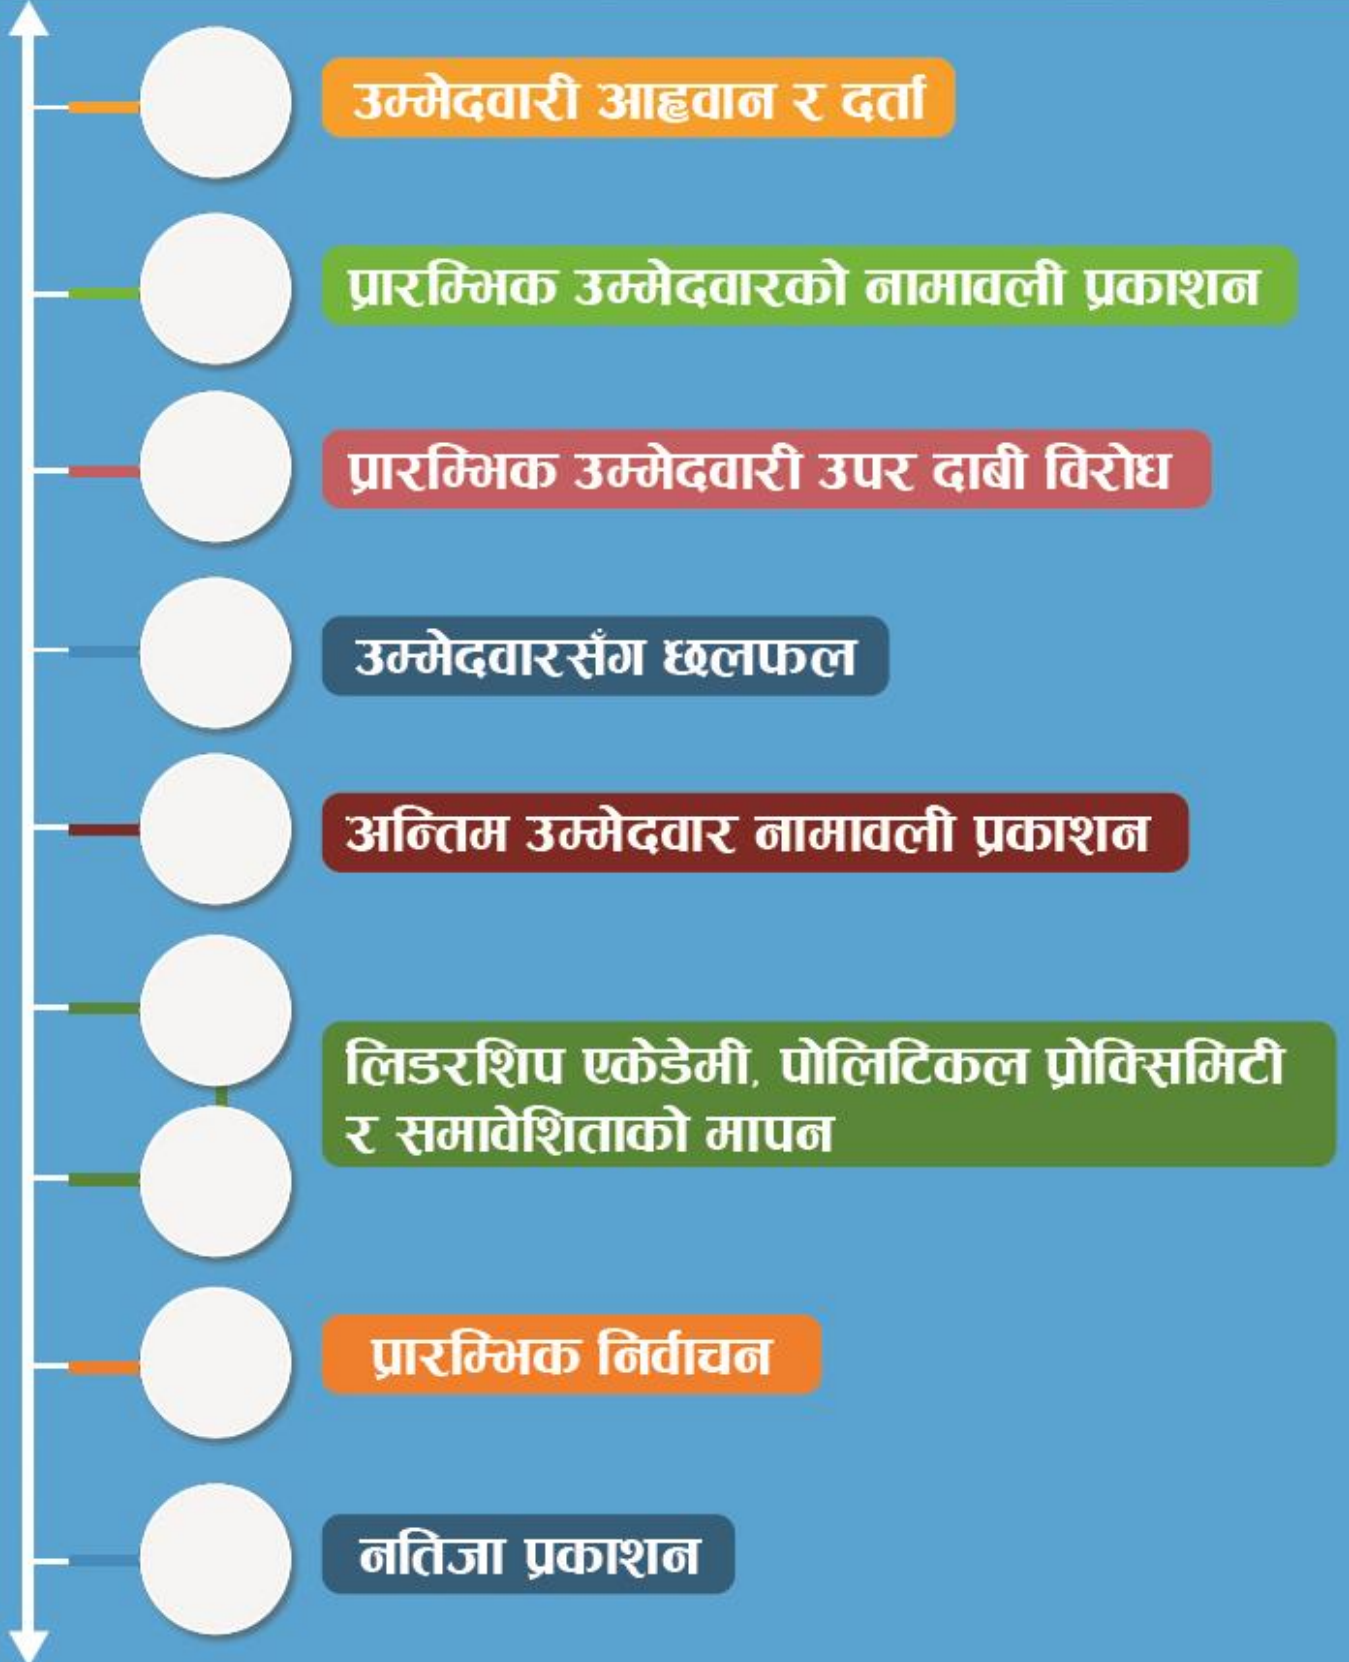 उम्मेदवारी आह्वान र दर्ता
प्रारम्भिक उम्मेदवारको नामावली प्रकाशन
प्रारम्भिक उम्मेदवारी उपर दाबी विरोध
उम्मेदवारसँग छलफल
अन्तिम उम्मेदवार नामावली प्रकाशन
लिडरशिप एकेडेमी, पोलिटिकल प्रोक्सिमिटी
र समावेशिताको मापन
प्रारम्भिक निर्वाचन
नतिजा प्रकाशन